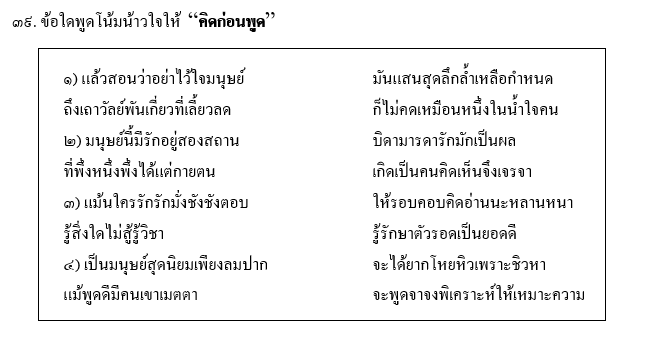 ๓๙. ข้อใดพูดโน้มน้าวใจให้ “คิดก่อนพูด”
๑) แล้วสอนว่าอย่าไว้ใจมนุษย์ มันแสนสุดลึกล้ำเหลือกำหนด
ถึงเถาวัลย์พันเกี่ยวที่เลี้ยวลด ก็ไม่คดเหมือนหนึ่งในน้ำใจคน
๒) มนุษย์นี้มีรักอยู่สองสถาน บิดามารดารักมักเป็นผล
ที่พึ่งหนึ่งพึ่งได้แต่กายตน เกิดเป็นคนคิดเห็นจึงเจรจา
๓) แม้นใครรักรักมั่งชังชังตอบ ให้รอบคอบคิดอ่านนะหลานหนา
รู้สิ่งใดไม่สู้รู้วิชา รู้รักษาตัวรอดเป็นยอดดี
๔) เป็นมนุษย์สุดนิยมเพียงลมปาก จะได้ยากโหยหิวเพราะชิวหา
แม้พูดดีมีคนเขาเมตตา จะพูดจาจงพิเคราะห์ให้เหมาะความ